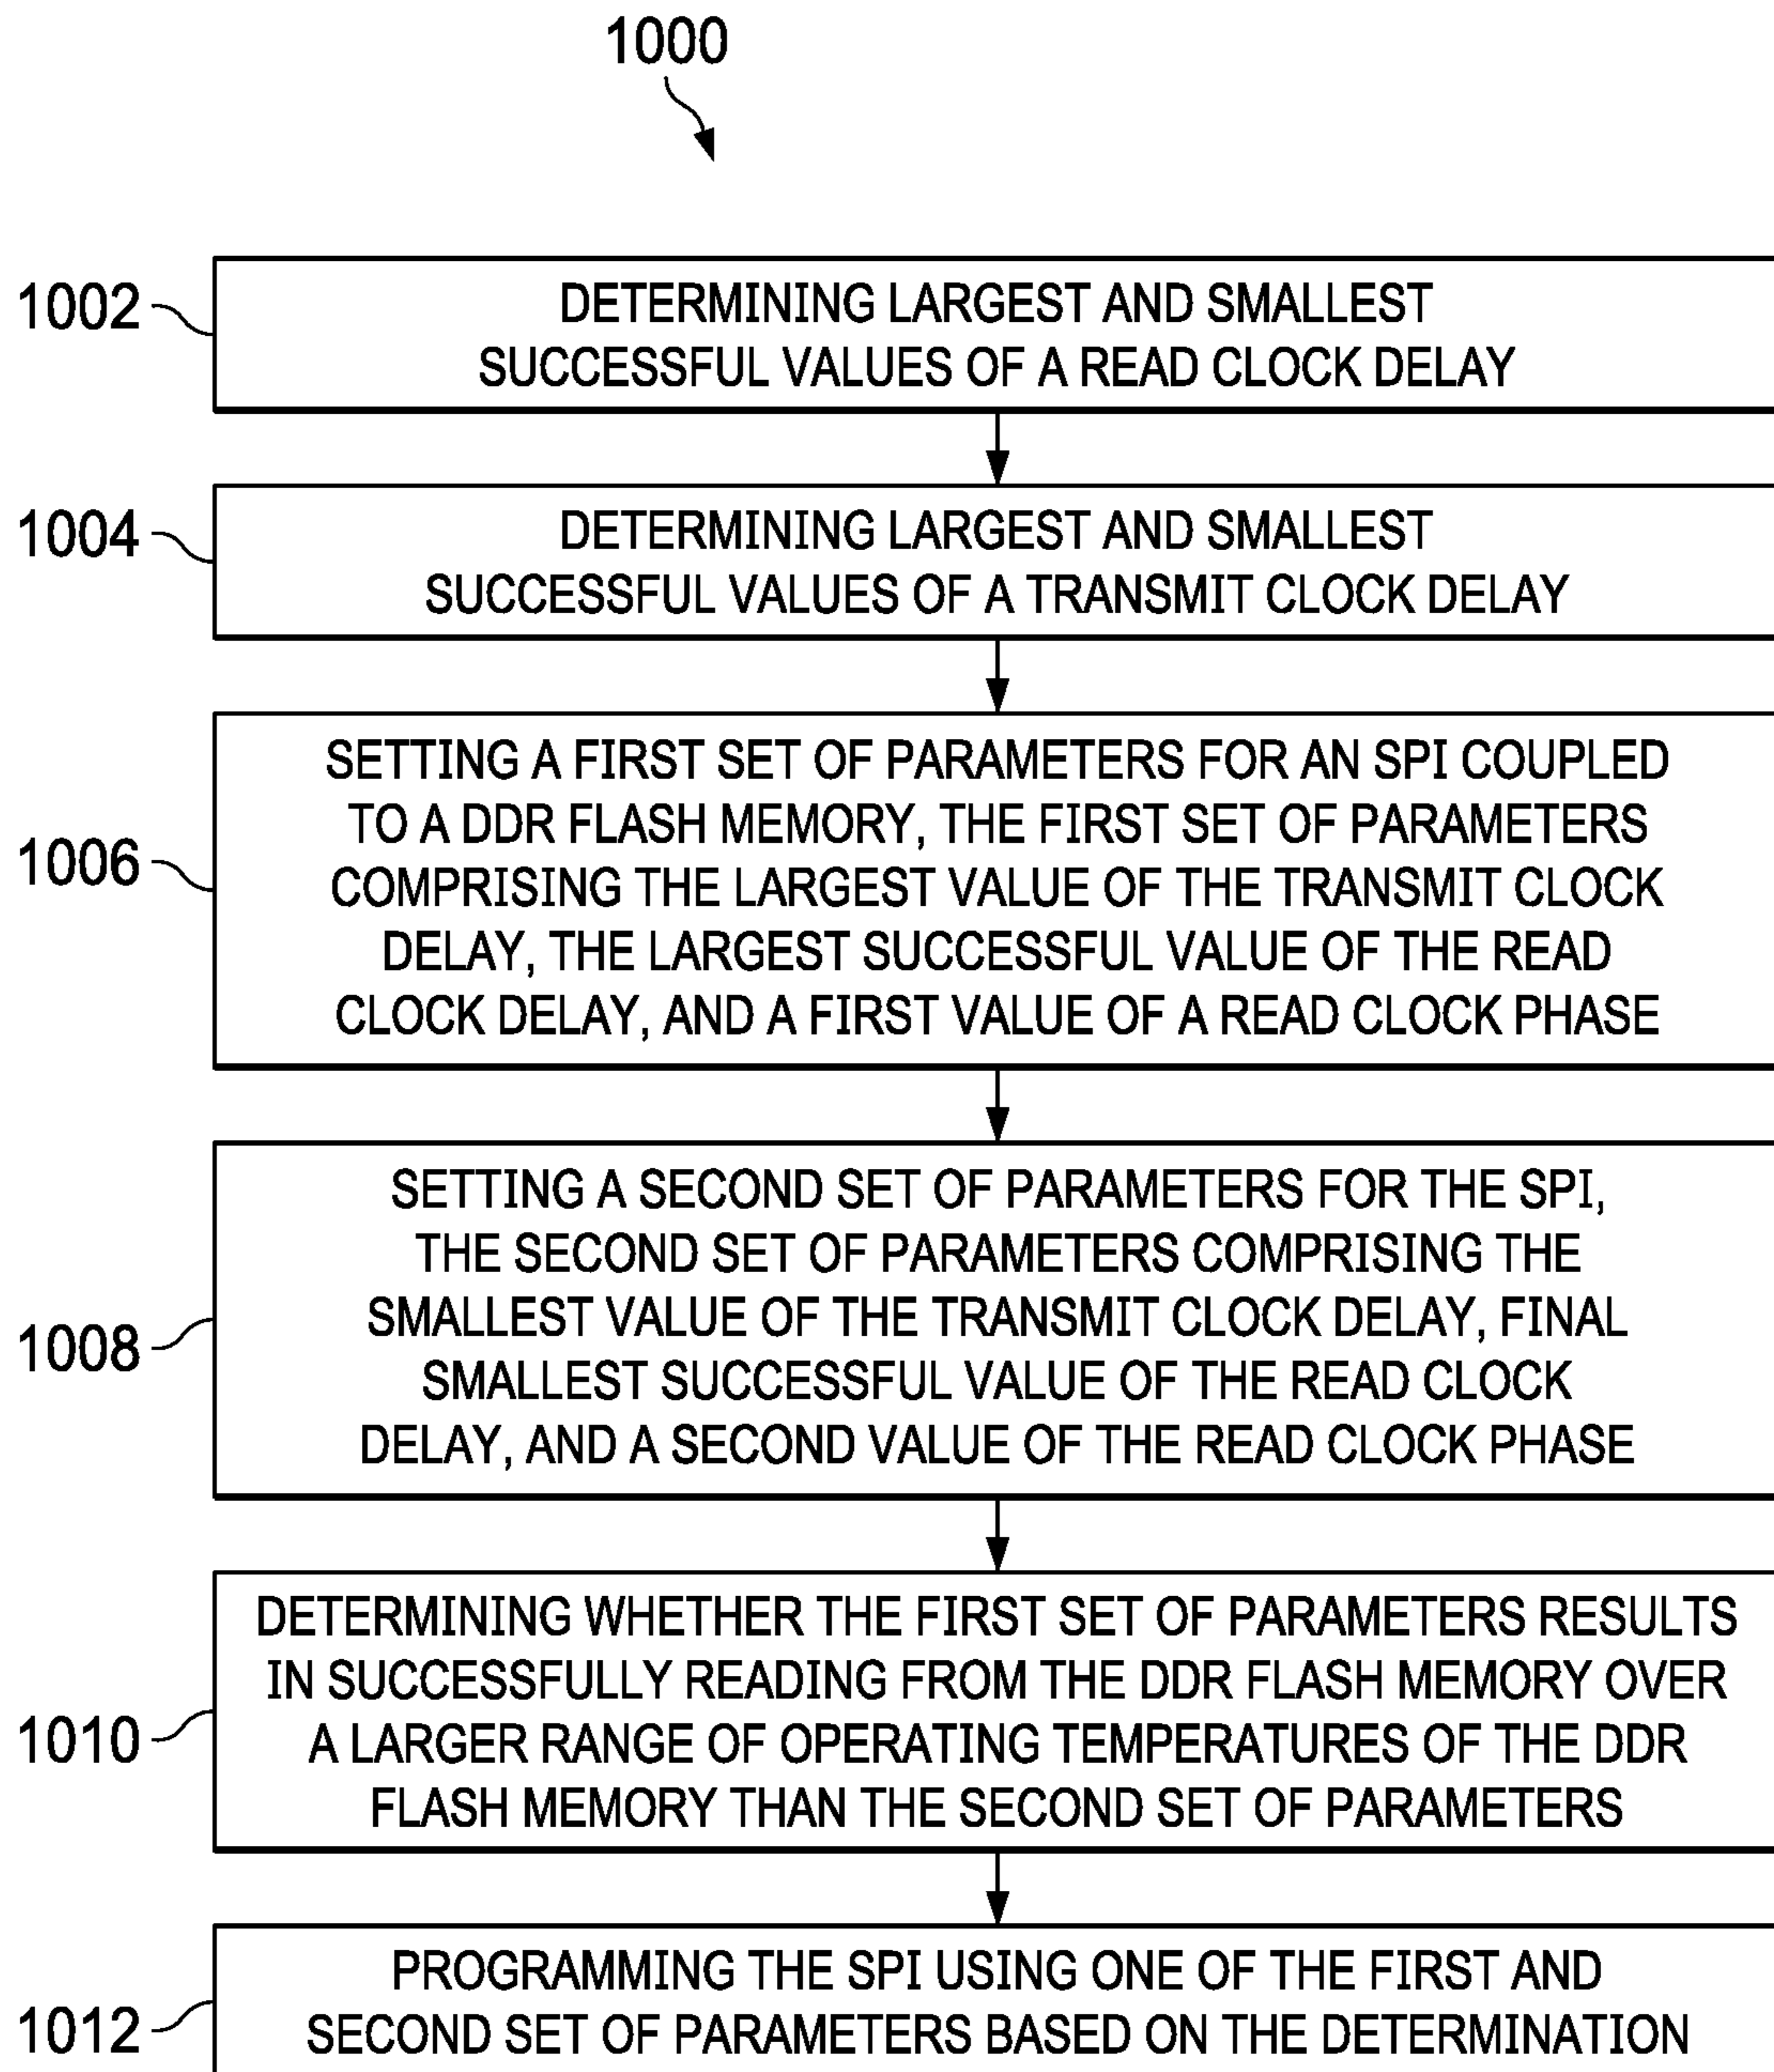 1000
1002
DETERMINING LARGEST AND SMALLEST
SUCCESSFUL VALUES OF A READ CLOCK DELAY
1004
DETERMINING LARGEST AND SMALLEST
SUCCESSFUL VALUES OF A TRANSMIT CLOCK DELAY
1006
SETTING A FIRST SET OF PARAMETERS FOR AN SPI COUPLED
TO A DDR FLASH MEMORY, THE FIRST SET OF PARAMETERS
COMPRISING THE LARGEST VALUE OF THE TRANSMIT CLOCK
DELAY, THE LARGEST SUCCESSFUL VALUE OF THE READ
CLOCK DELAY, AND A FIRST VALUE OF A READ CLOCK PHASE
1008
SETTING A SECOND SET OF PARAMETERS FOR THE SPI,
THE SECOND SET OF PARAMETERS COMPRISING THE
SMALLEST VALUE OF THE TRANSMIT CLOCK DELAY, FINAL
SMALLEST SUCCESSFUL VALUE OF THE READ CLOCK
DELAY, AND A SECOND VALUE OF THE READ CLOCK PHASE
1010
DETERMINING WHETHER THE FIRST SET OF PARAMETERS RESULTS
IN SUCCESSFULLY READING FROM THE DDR FLASH MEMORY OVER
A LARGER RANGE OF OPERATING TEMPERATURES OF THE DDR
FLASH MEMORY THAN THE SECOND SET OF PARAMETERS
1012
PROGRAMMING THE SPI USING ONE OF THE FIRST AND
SECOND SET OF PARAMETERS BASED ON THE DETERMINATION